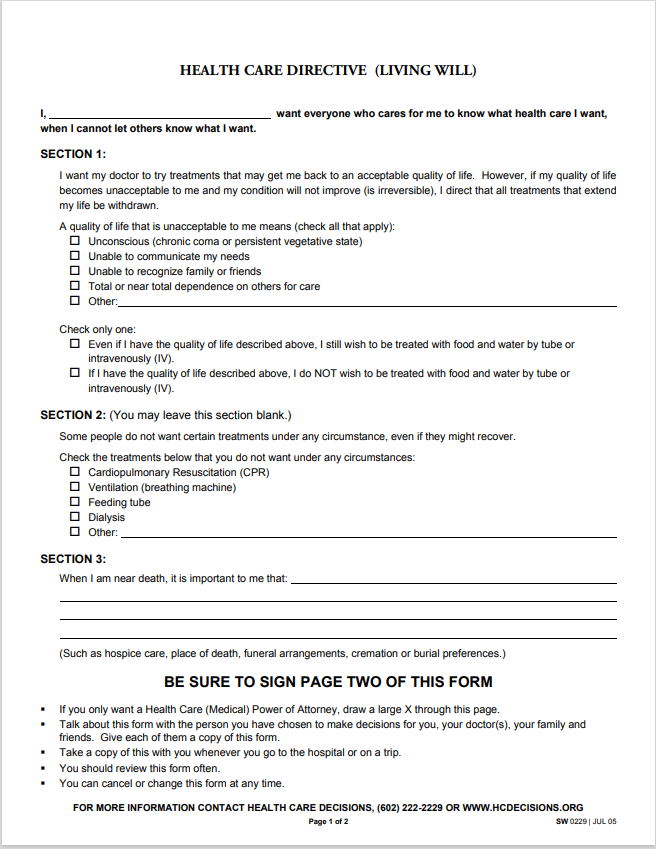 HEALTH CARE DIRECTIVE (LIVING WILL)
I, ______________________________________ want everyone who cares for me to know what health care I want,
when I cannot let others know what I want.
SECTION 1:
I want my doctor to try treatments that may get me back to an acceptable quality of life. However, if my quality of life
becomes unacceptable to me and my condition will not improve (is irreversible), I direct that all treatments that extend
my life be withdrawn.
A quality of life that is unacceptable to me means (check all that apply):
☐ Unconscious (chronic coma or persistent vegetative state)
☐ Unable to communicate my needs
☐ Unable to recognize family or friends
☐ Total or near total dependence on others for care
☐ Other:
Check only one:
☐ Even if I have the quality of life described above, I still wish to be treated with food and water by tube or
intravenously (IV).
☐ If I have the quality of life described above, I do NOT wish to be treated with food and water by tube or
intravenously (IV).
SECTION 2: (You may leave this section blank.)
Some people do not want certain treatments under any circumstance, even if they might recover.
Check the treatments below that you do not want under any circumstances:
☐ Cardiopulmonary Resuscitation (CPR)
☐ Ventilation (breathing machine)
☐ Feeding tube
☐ Dialysis
☐ Other:
SECTION 3:
When I am near death, it is important to me that:
(Such as hospice care, place of death, funeral arrangements, cremation or burial preferences.)
BE SURE TO SIGN PAGE TWO OF THIS FORM
▪ If you only want a Health Care (Medical) Power of Attorney, draw a large X through this page.
▪ Talk about this form with the person you have chosen to make decisions for you, your doctor(s), your family and
friends. Give each of them a copy of this form.
▪ Take a copy of this with you whenever you go to the hospital or on a trip.
▪ You should review this form often.
▪ You can cancel or change this form at any time.
FOR MORE INFORMATION CONTACT HEALTH CARE DECISIONS, (602) 222-2229 OR WWW.HCDECISIONS.ORG
Page 1 of 2 SW 0229 | JUL 05